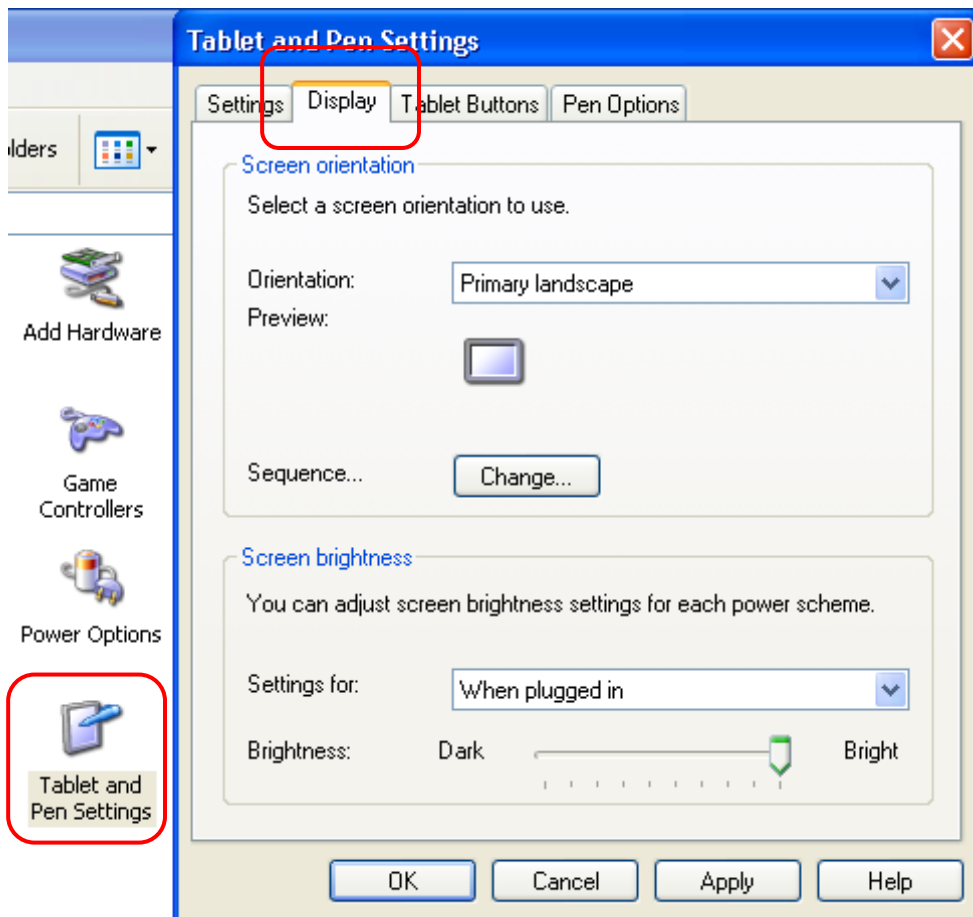 Tablet and Pen Settings
Settings
Display
Tablet Buttons
Pen Options
lders
Screen orientation
Select a screen orientation to use.
Orientation:
Primary landscape
Preview:
Sequence...
Change...
Screen brightness
You can adjust screen brightness settings for each power scheme.
Settings for:
When plugged in
Brightness:
Dark
Bright
OK
Cancel
Apply
Help
Add Hardware
Game
Controllers
Power Options
Tablet and
Pen Settings